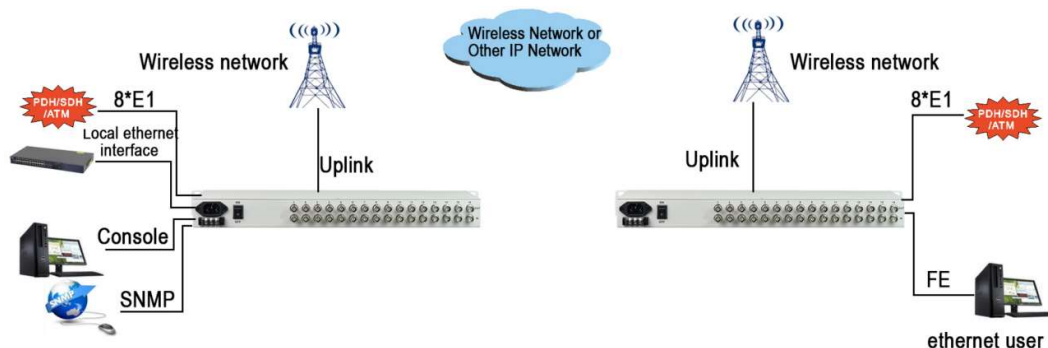 Wireless Network or
Other IP Network
Wireless network
8*E1
PDH/SDH
/ATM
Local ethernet
interface
Uplink
Console
SNMP
SNMP
Wireless network
8*E1
PDH/SDH
/ATM
Uplink
FE
ethernet user